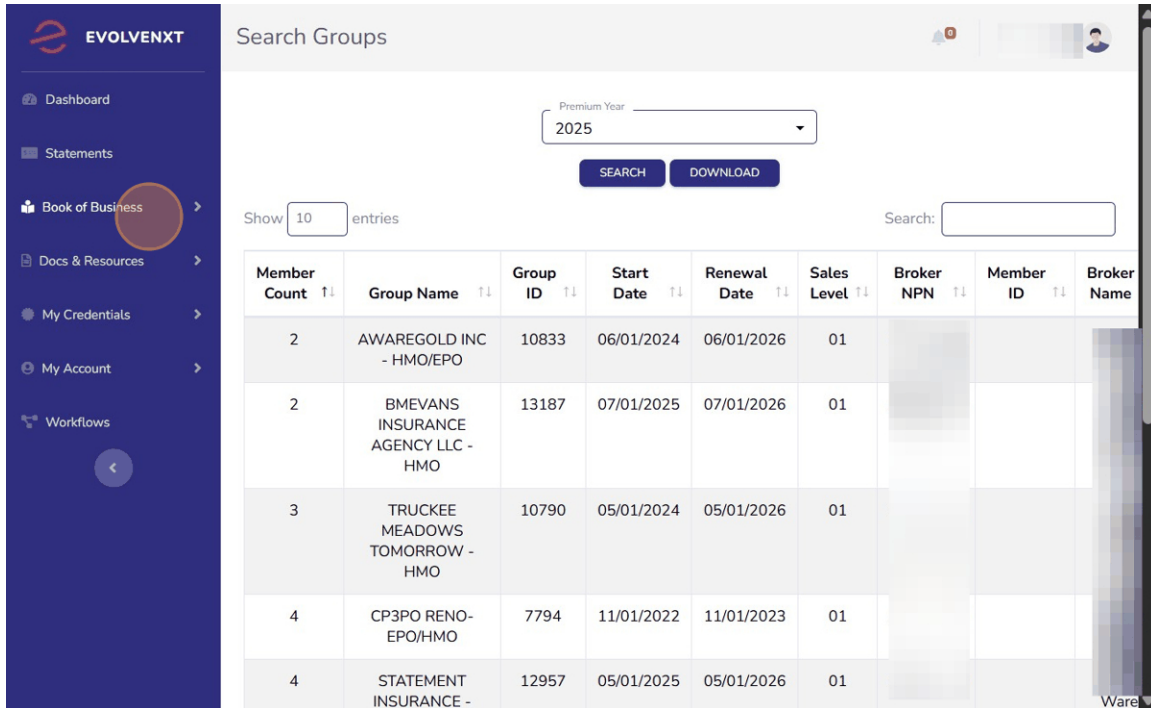 EVOLVENXT
Search Groups
0
Dashboard
Statements
Book of Business
Docs & Resources
My Credentials
My Account
Workflows
Premium Year
2025
SEARCH
DOWNLOAD
Show 10 entries
Search:
Member Count
Group Name
Group ID
Start Date
Renewal Date
Sales Level
Broker NPN
Member ID
Broker Name
2 AWAREGOLD INC 10833 06/01/2024 06/01/2026 01
- HMO/EPO
2 BMEVANS 13187 07/01/2025 07/01/2026 01
INSURANCE
AGENCY LLC -
HMO
3 TRUCKEE 10790 05/01/2024 05/01/2026 01
MEADOWS
TOMORROW -
HMO
4 CP3PO RENO- 7794 11/01/2022 11/01/2023 01
EPO/HMO
4 STATEMENT 12957 05/01/2025 05/01/2026 01
INSURANCE -
Ware